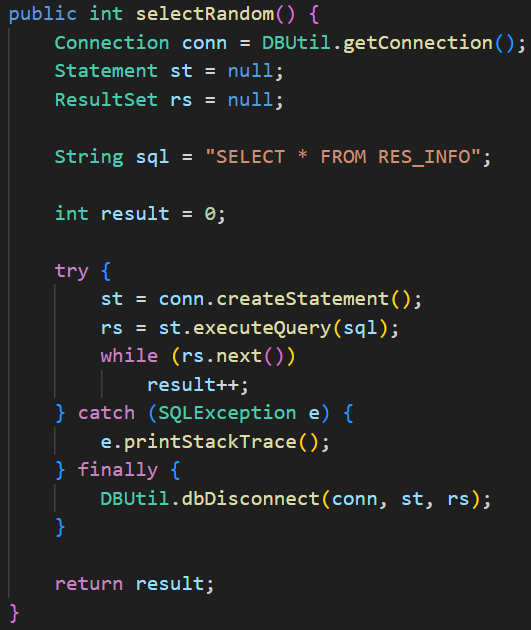 public int selectRandom() {
    Connection conn = DBUtil.getConnection();
    Statement st = null;
    ResultSet rs = null;

    String sql = "SELECT * FROM RES_INFO";

    int result = 0;

    try {
        st = conn.createStatement();
        rs = st.executeQuery(sql);
        while (rs.next())
            result++;
    } catch (SQLException e) {
        e.printStackTrace();
    } finally {
        DBUtil.dbDisconnect(conn, st, rs);
    }

    return result;
}